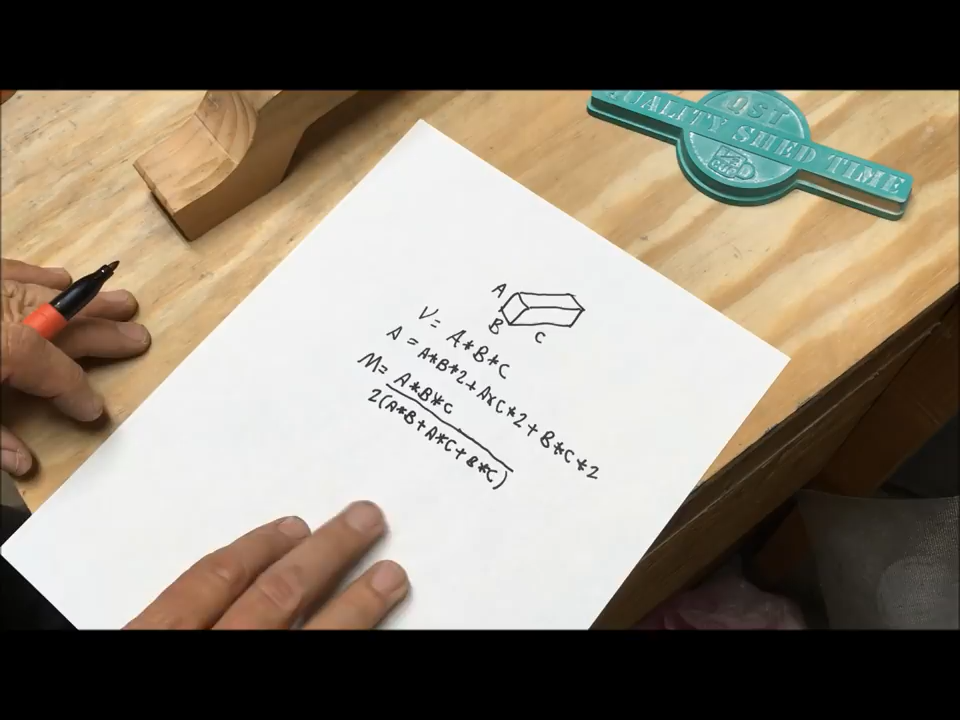 QST
QUALITY SHED TIME
A
B
C
V = A*B*C
A = A*B*2+A*C*2+B*C*2
M= A*B*C
2(A*B+A*C+B*C)